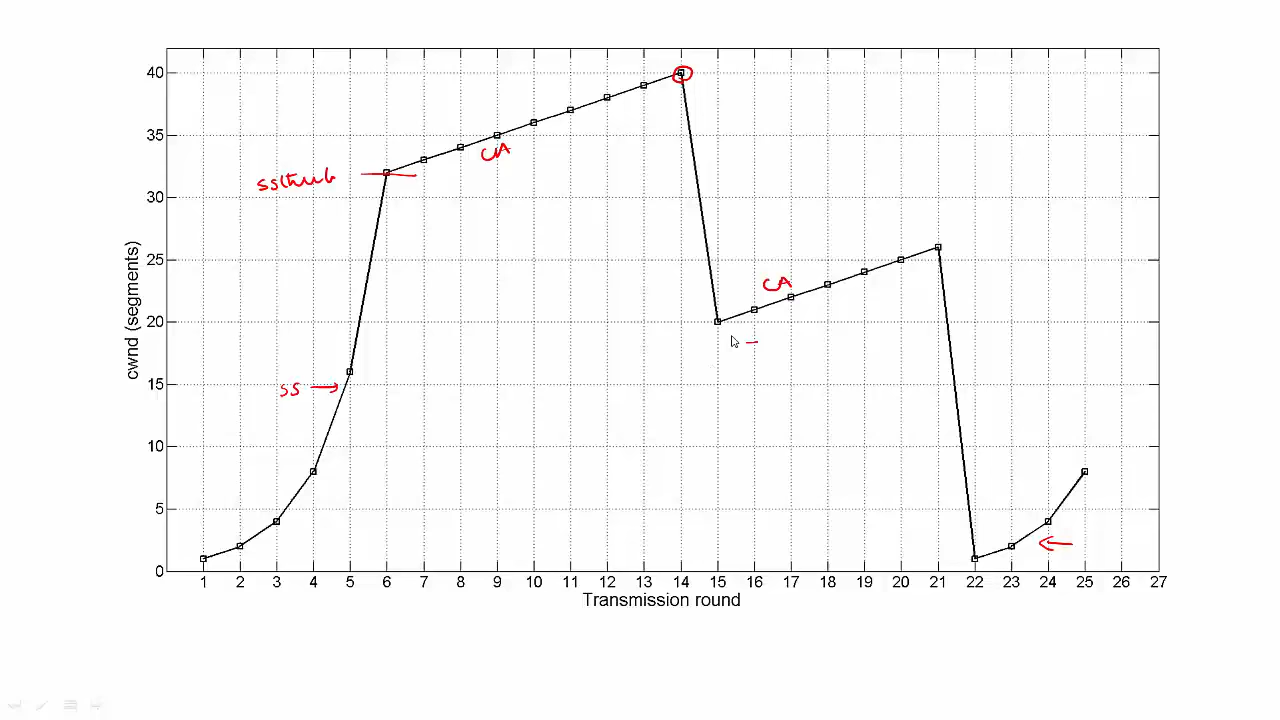 40
35
CA
ssthresh
30
CA
25
20
cwnd (segments)
15
SS
10
5
0
1 2 3 4 5 6 7 8 9 10 11 12 13 14 15 16 17 18 19 20 21 22 23 24 25 26 27
Transmission round